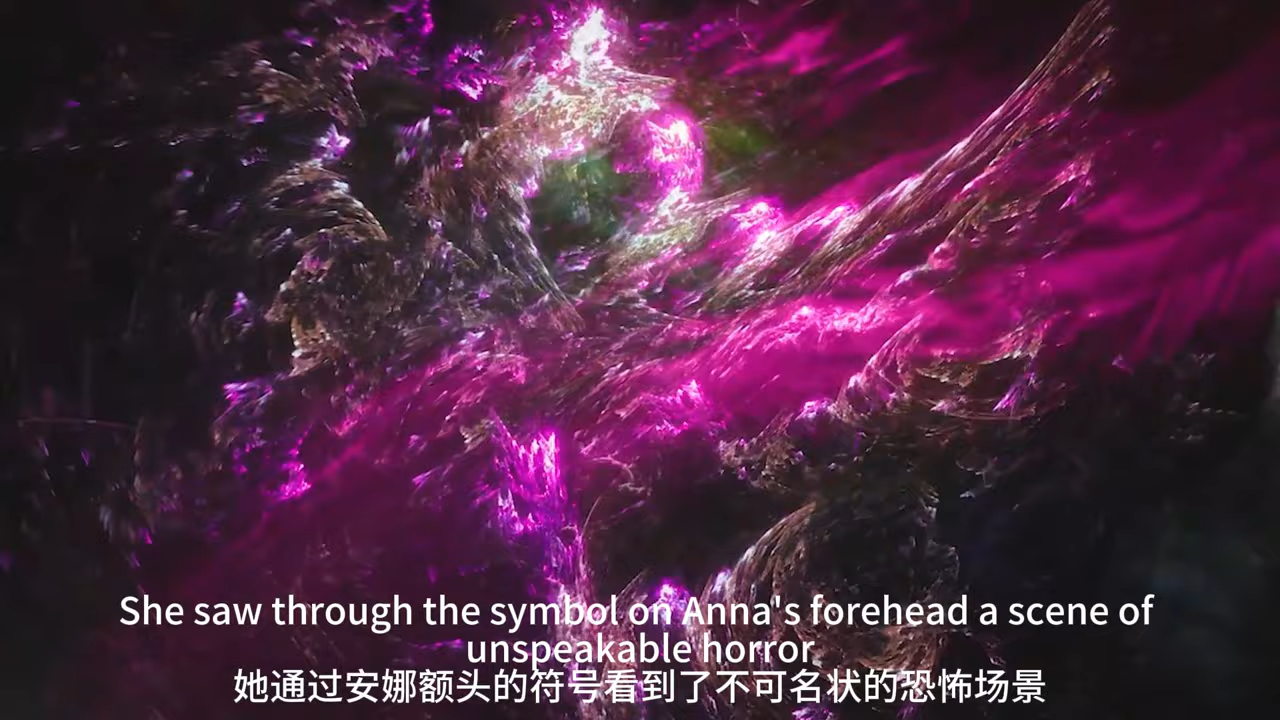 She saw through the symbol on Anna's forehead a scene of
unspeakable horror
她通过安娜额头的符号看到了不可名状的恐怖场景